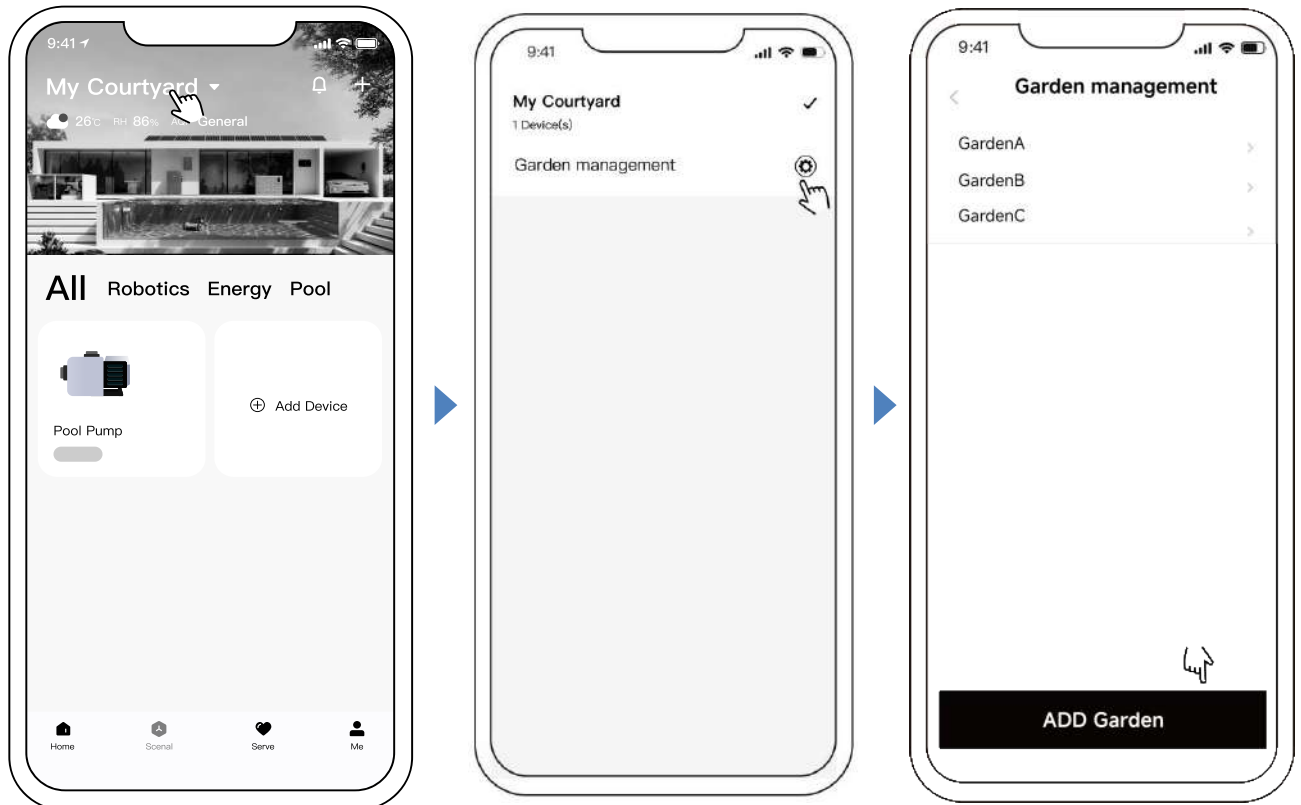 9:41
My Courtyard
26°C RH 86% General
All Robotics Energy Pool
Pool Pump
Add Device
Home Scenal Serve Me
9:41
My Courtyard
1 Device(s)
Garden management
9:41
Garden management
GardenA
GardenB
GardenC
ADD Garden